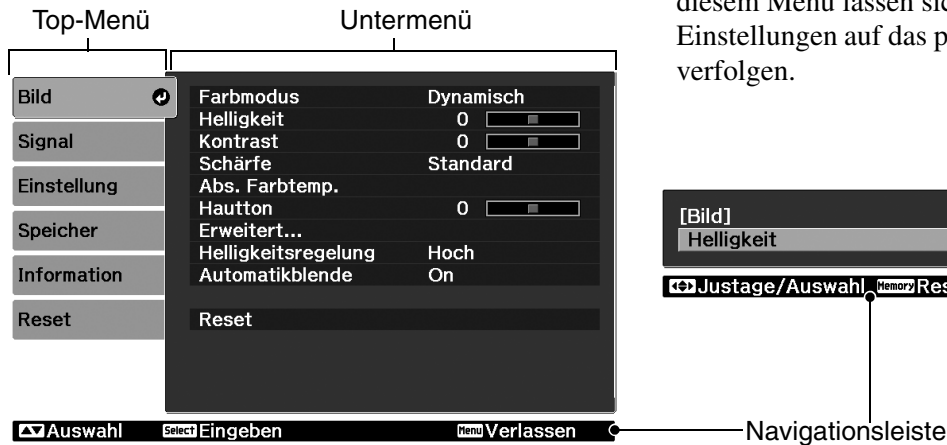 Top-Menü
Untermenü
Bild
Signal
Einstellung
Speicher
Information
Reset
Farbmodus Dynamisch
Helligkeit 0
Kontrast 0
Schärfe Standard
Abs. Farbtemp.
Hautton 0
Erweitert...
Helligkeitsregelung Hoch
Automatikblende On
Reset
Auswahl Select Eingeben Menu Verlassen
diesem Menü lassen
Einstellungen auf das
verfolgen.
[Bild]
Helligkeit
Justage/Auswahl Memory
Navigationsleiste